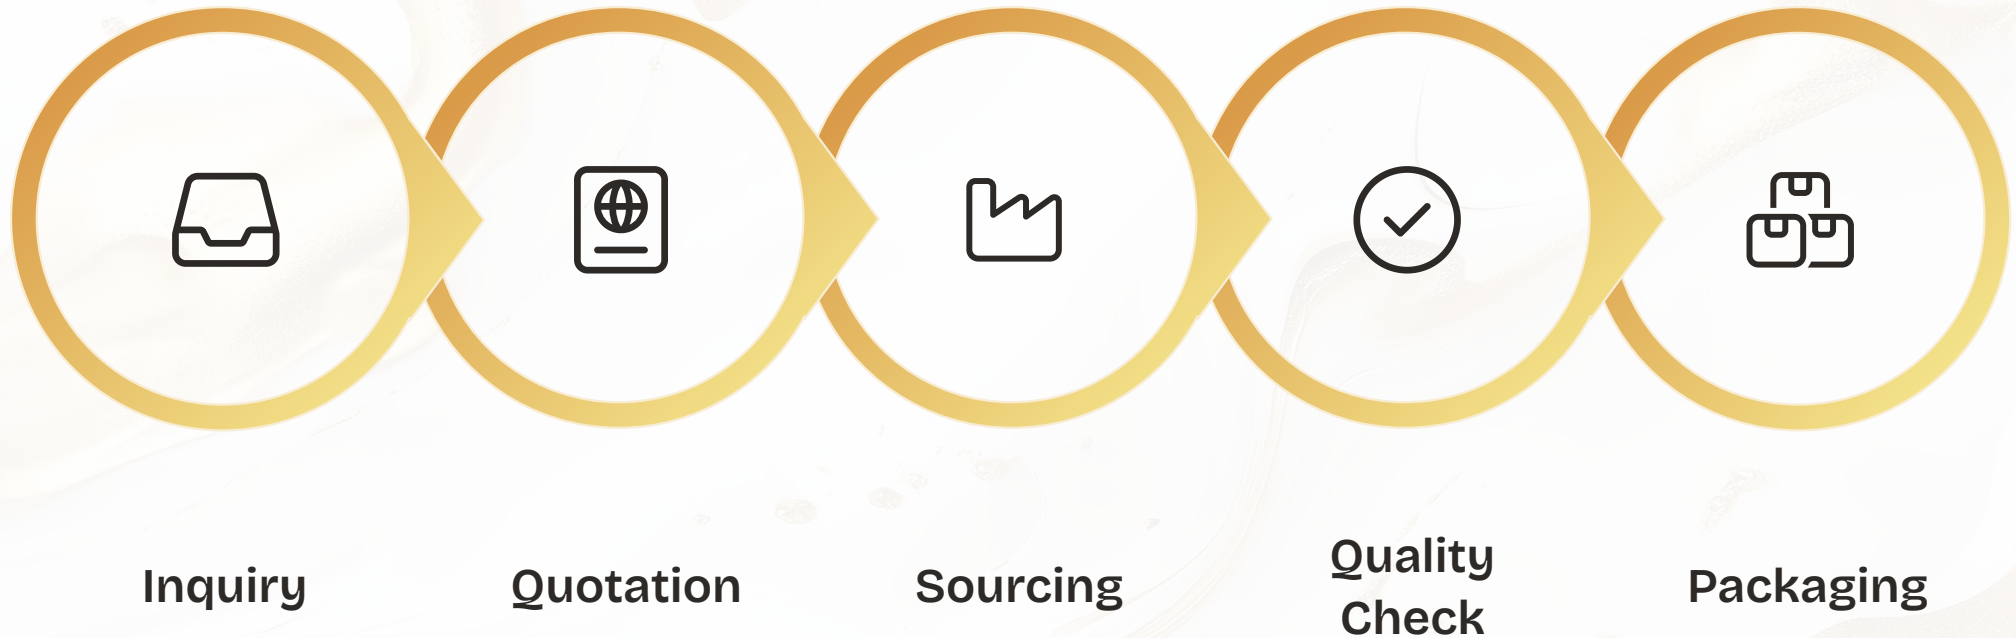 Inquiry
Quotation
Sourcing
Quality
Check
Packaging